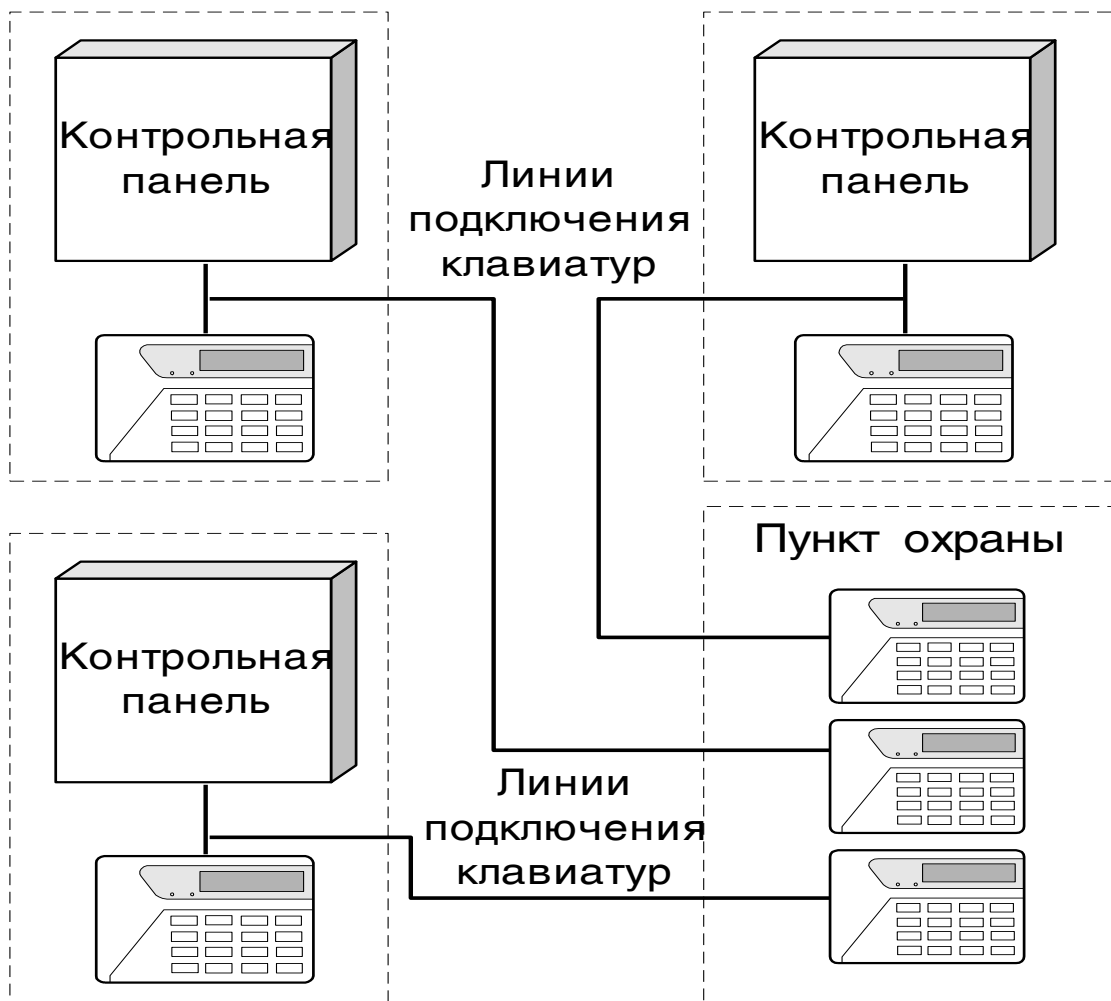 Контрольная
панель
Линии
подключения
клавиатур
Контрольная
панель
Пункт охраны
Контрольная
панель
Линии
подключения
клавиатур